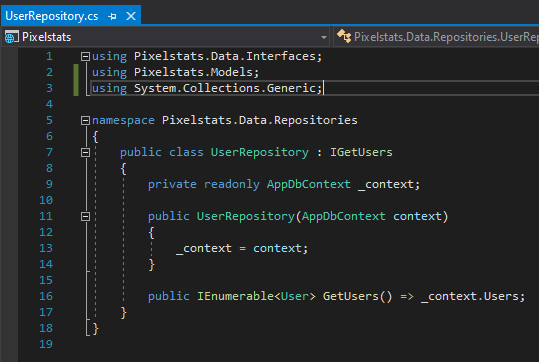 UserRepository.cs
Pixelstats
Pixelstats.Data.Repositories.UserRepo
1 using Pixelstats.Data.Interfaces;
2 using Pixelstats.Models;
3 using System.Collections.Generic;
4
5 namespace Pixelstats.Data.Repositories
6 {
7 public class UserRepository : IGetUsers
8 {
9 private readonly AppDbContext _context;
10
11 public UserRepository(AppDbContext context)
12 {
13 _context = context;
14 }
15
16 public IEnumerable<User> GetUsers() => _context.Users;
17 }
18 }
19